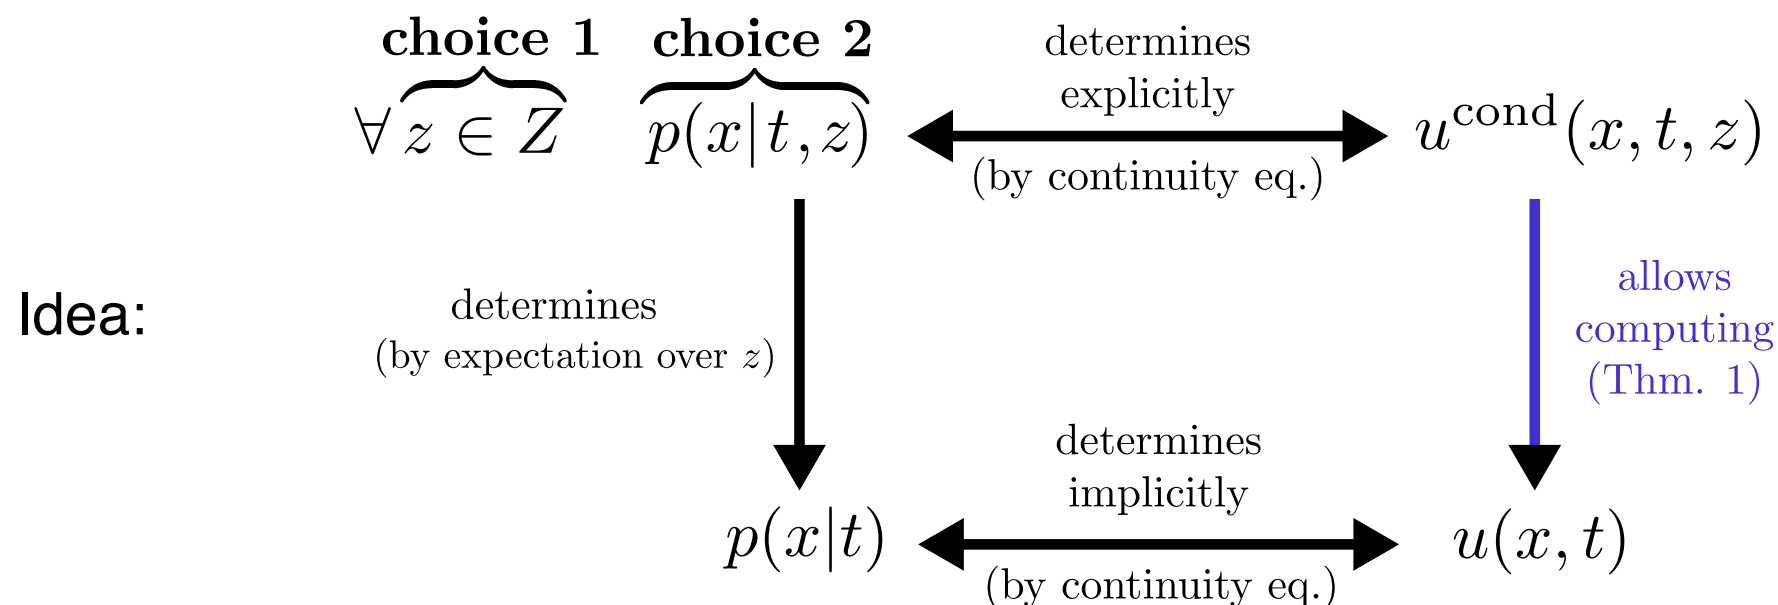 choice 1 choice 2
∀ z ∈ Z p(x|t, z)
determines
explicitly
(by continuity eq.)
u^cond(x, t, z)
Idea:
determines
(by expectation over z)
allows
computing
(Thm. 1)
p(x|t)
determines
implicitly
(by continuity eq.)
u(x, t)